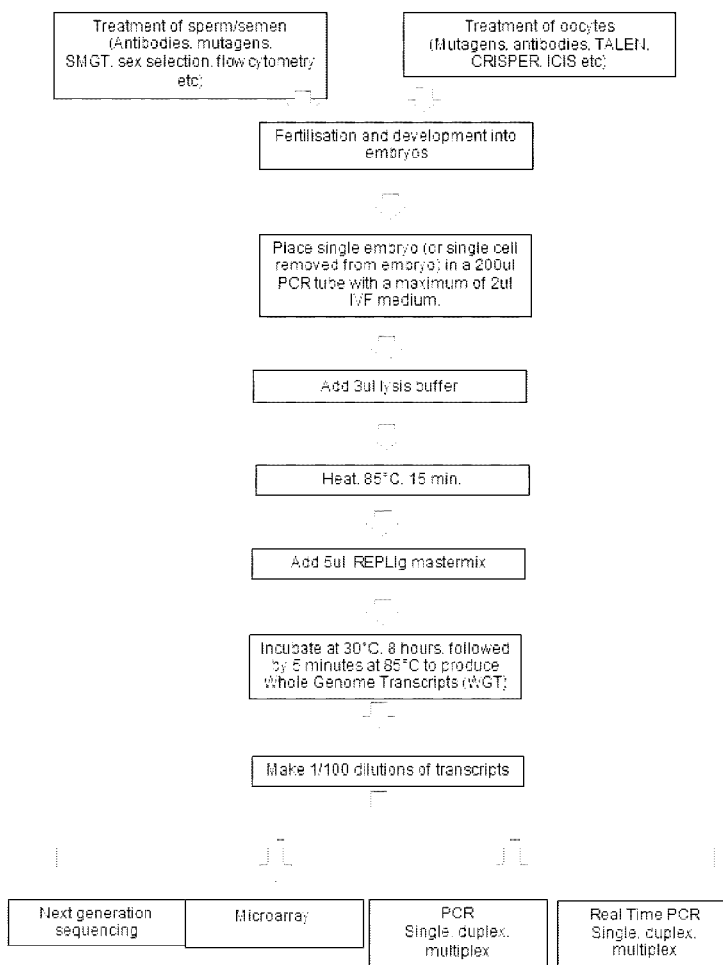 Treatment of sperm/semen
(Antibodies, mutagens,
SMGT, sex selection, flow cytometry
etc)
Treatment of oocytes
(Mutagens, antibodies, TALEN,
CRISPER, ICIS etc)
Fertilisation and development into
embryos
Place single embryo (or single cell
removed from embryo) in a 200ul
PCR tube with a maximum of 2ul
IVF medium.
Add 3ul lysis buffer
Heat. 85°C. 15 min.
Add 5ul REPLIg mastermix
Incubate at 30°C. 8 hours. followed
by 5 minutes at 85°C to produce
Whole Genome Transcripts (WGT)
Make 1/100 dilutions of transcripts
Next generation
sequencing
Microarray
PCR
Single, duplex,
multiplex
Real Time PCR
Single, duplex,
multiplex